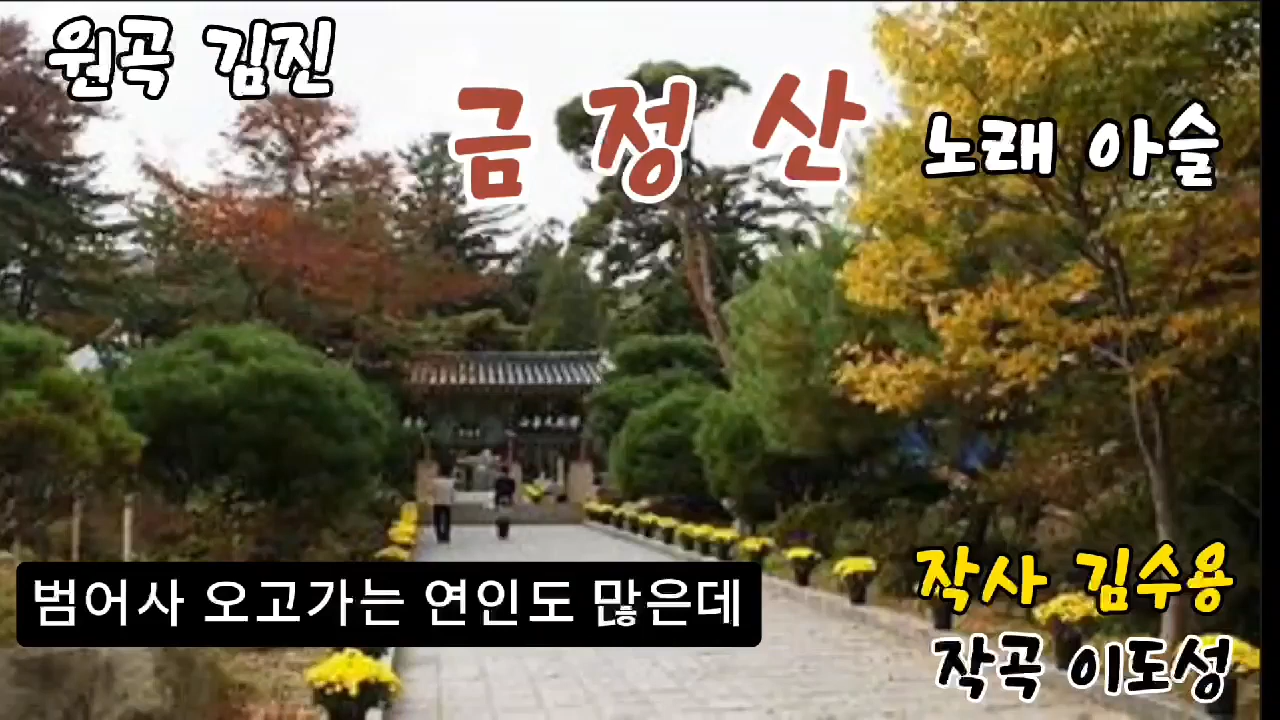 원곡 김진
금정산
노래 아슬
범어사 오고가는 연인도 많은데
작사 김수용
작곡 이도성